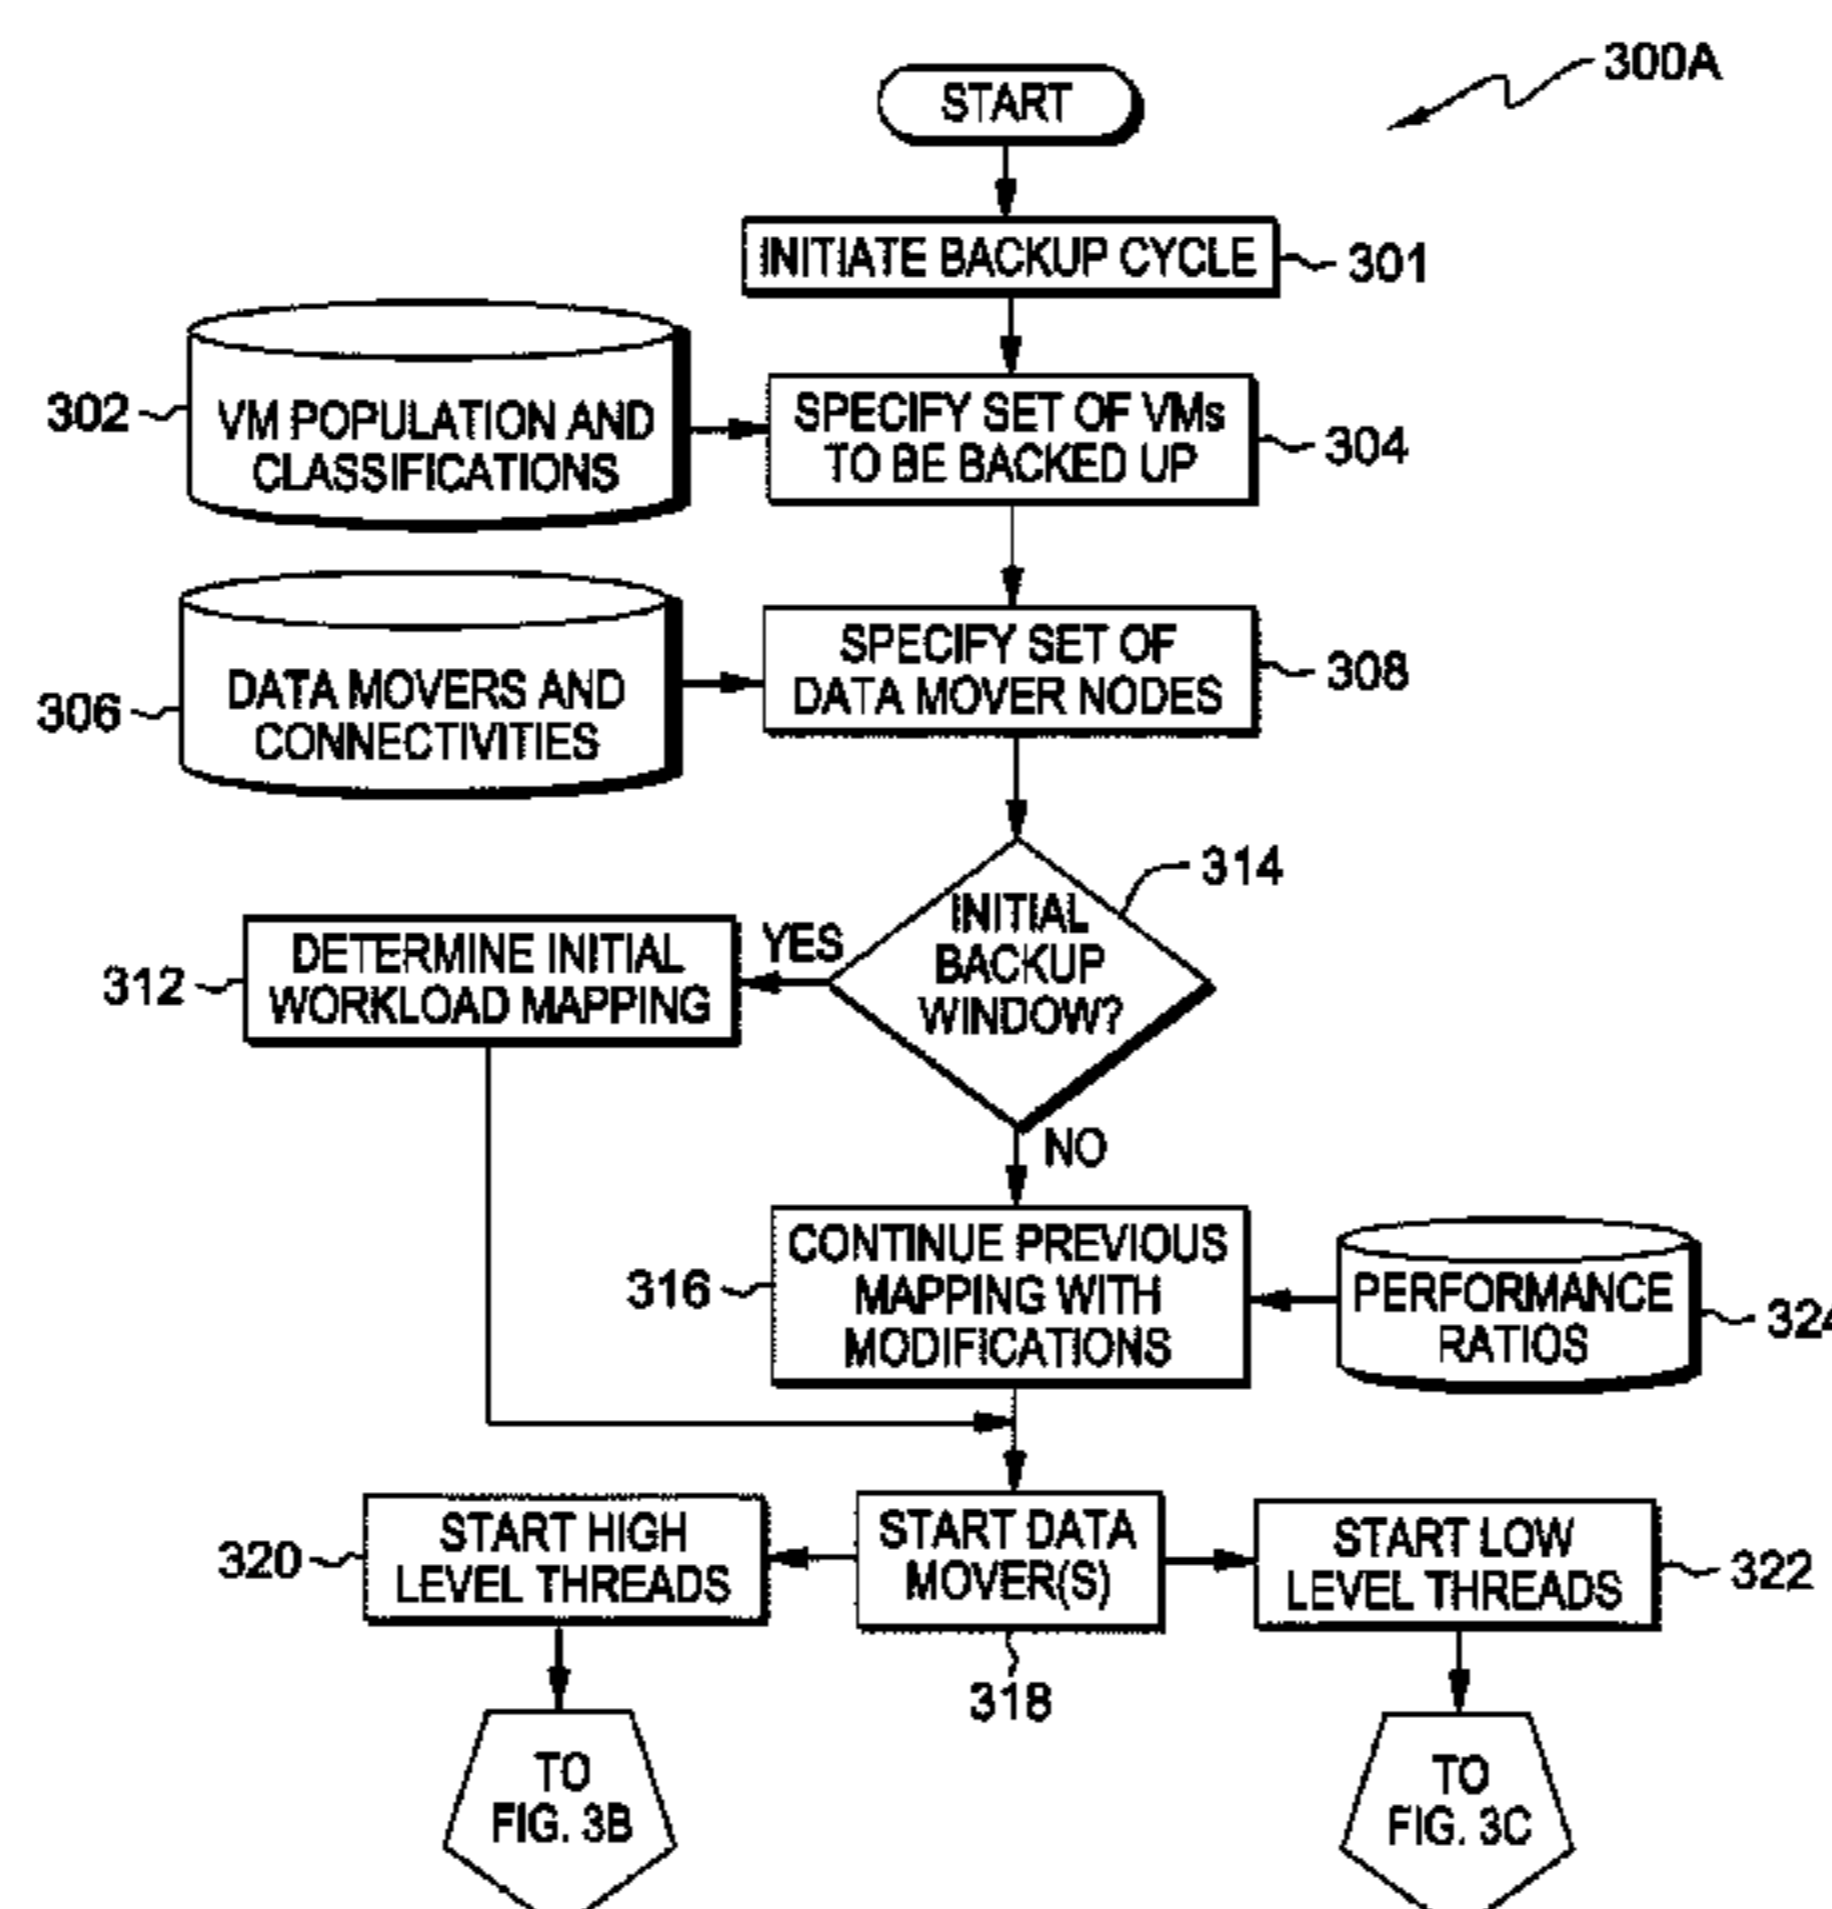 300A
START
INITIATE BACKUP CYCLE
301
302
VM POPULATION AND
CLASSIFICATIONS
SPECIFY SET OF VMs
TO BE BACKED UP
304
306
DATA MOVERS AND
CONNECTIVITIES
SPECIFY SET OF
DATA MOVER NODES
308
314
INITIAL
BACKUP
WINDOW?
YES
312
DETERMINE INITIAL
WORKLOAD MAPPING
NO
316
CONTINUE PREVIOUS
MAPPING WITH
MODIFICATIONS
PERFORMANCE
RATIOS
324
320
START HIGH
LEVEL THREADS
START DATA
MOVER(S)
318
START LOW
LEVEL THREADS
322
TO
FIG. 3B
TO
FIG. 3C